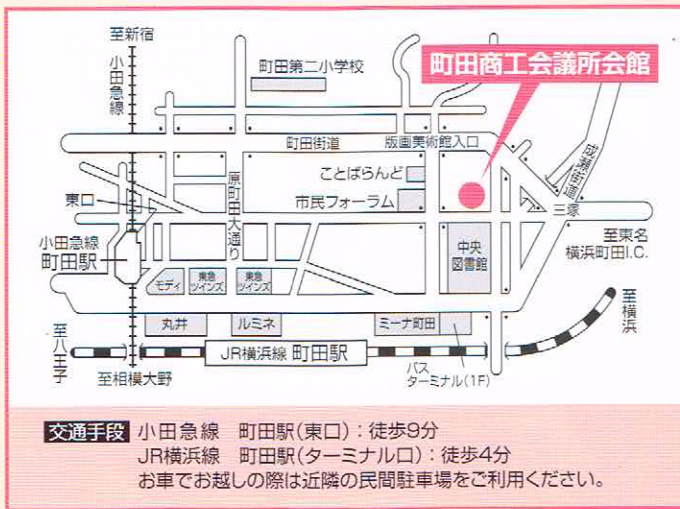 至新宿
小田急線
町田第二小学校
町田商工会議所会館
町田街道
版画美術館入口
成瀬街道
ことぱらんど
原町田大通り
東口
市民フォーラム
三塚
小田急線
町田駅
中央
図書館
至東名
横浜町田I.C.
モディ
東急
ツインズ
東急
ツインズ
至横浜
丸井
ルミネ
ミーナ町田
至八王子
JR横浜線 町田駅
バス
ターミナル(1F)
至相模大野
交通手段 小田急線 町田駅(東口):徒歩9分
JR横浜線 町田駅(ターミナル口):徒歩4分
お車でお越しの際は近隣の民間駐車場をご利用ください。